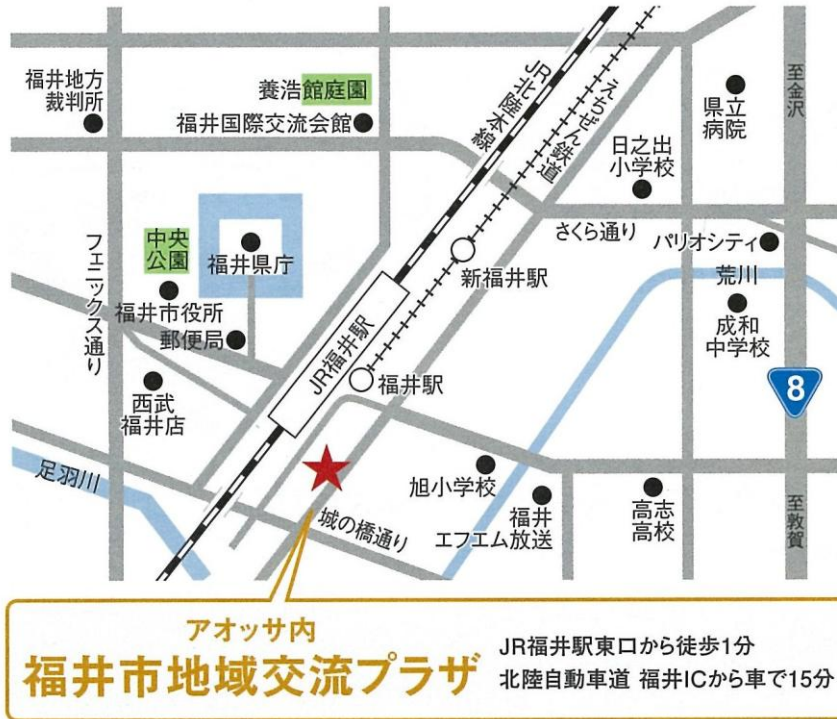 福井地方
裁判所
養浩館庭園
福井国際交流会館
JR北陸本線
えちぜん鉄道
県立
病院
至金沢
日之出
小学校
さくら通り
パリオシティ
荒川
成和
中学校
8
フェニックス通り
中央
公園
福井県庁
福井市役所
郵便局
西武
福井店
新福井駅
JR福井駅
福井駅
足羽川
城の橋通り
旭小学校
福井
エフエム放送
高志
高校
至敦賀
アオッサ内
福井市地域交流プラザ
JR福井駅東口から徒歩1分
北陸自動車道 福井ICから車で15分